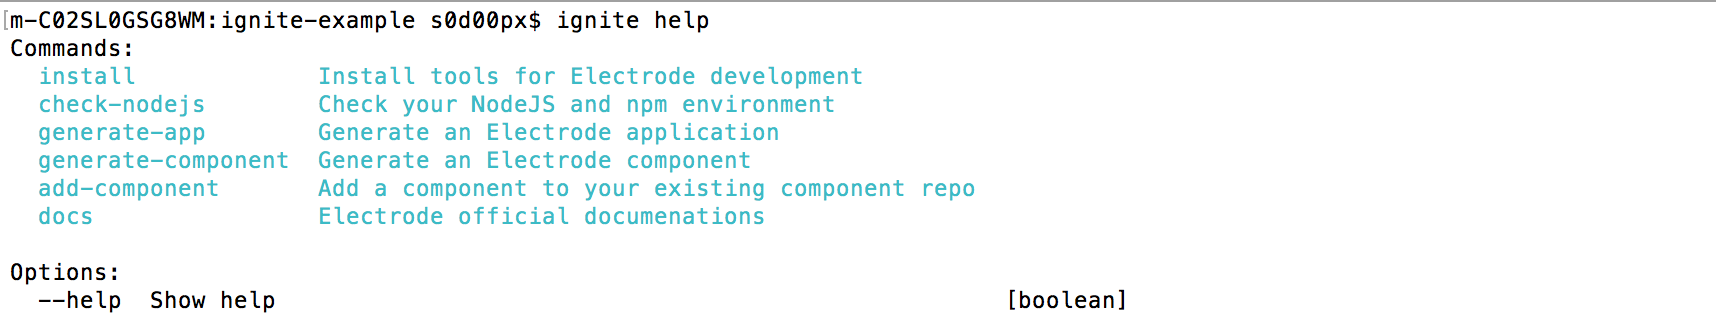 m-C02SL0GSG8WM:ignite-example s0d00px$ ignite help
Commands:
  install             Install tools for Electrode development
  check-nodejs        Check your NodeJS and npm environment
  generate-app        Generate an Electrode application
  generate-component  Generate an Electrode component
  add-component       Add a component to your existing component repo
  docs                Electrode official documenations

Options:
  --help  Show help                                                    [boolean]